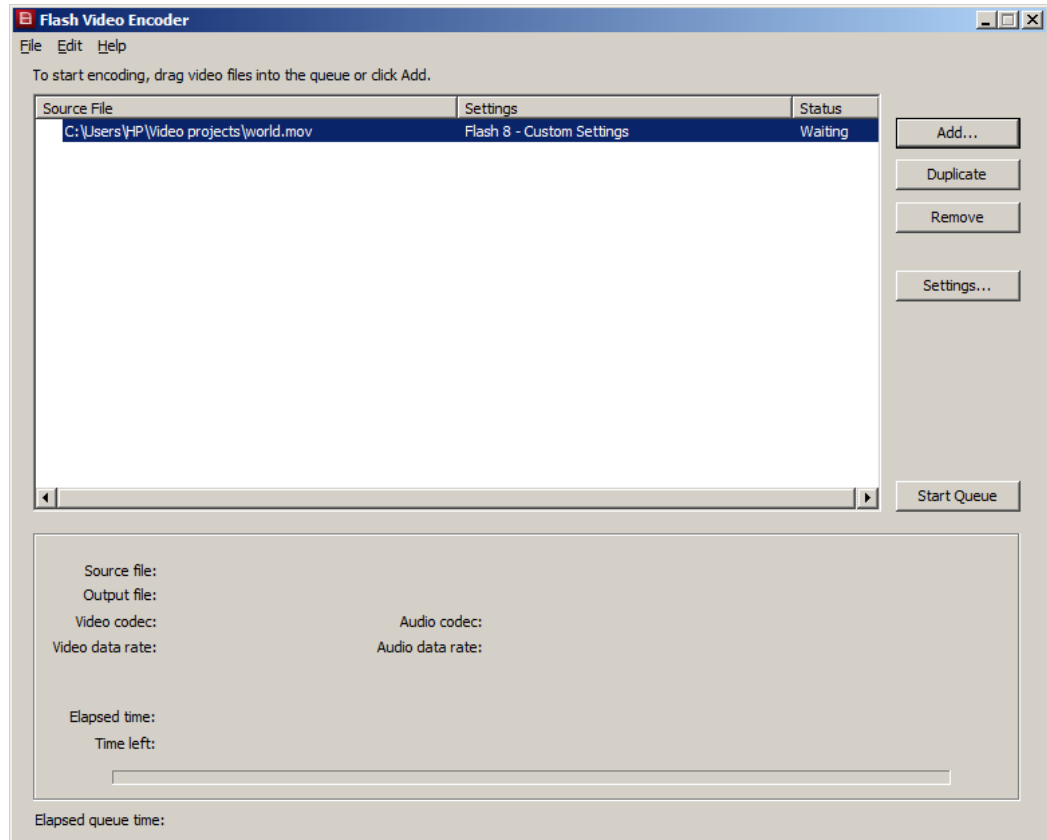 Flash Video Encoder
File Edit Help
To start encoding, drag video files into the queue or click Add.
Source File Settings Status
C:\Users\HP\Video projects\world.mov Flash 8 - Custom Settings Waiting
Add...
Duplicate
Remove
Settings...
Start Queue
Source file:
Output file:
Video codec: Audio codec:
Video data rate: Audio data rate:
Elapsed time:
Time left:
Elapsed queue time: